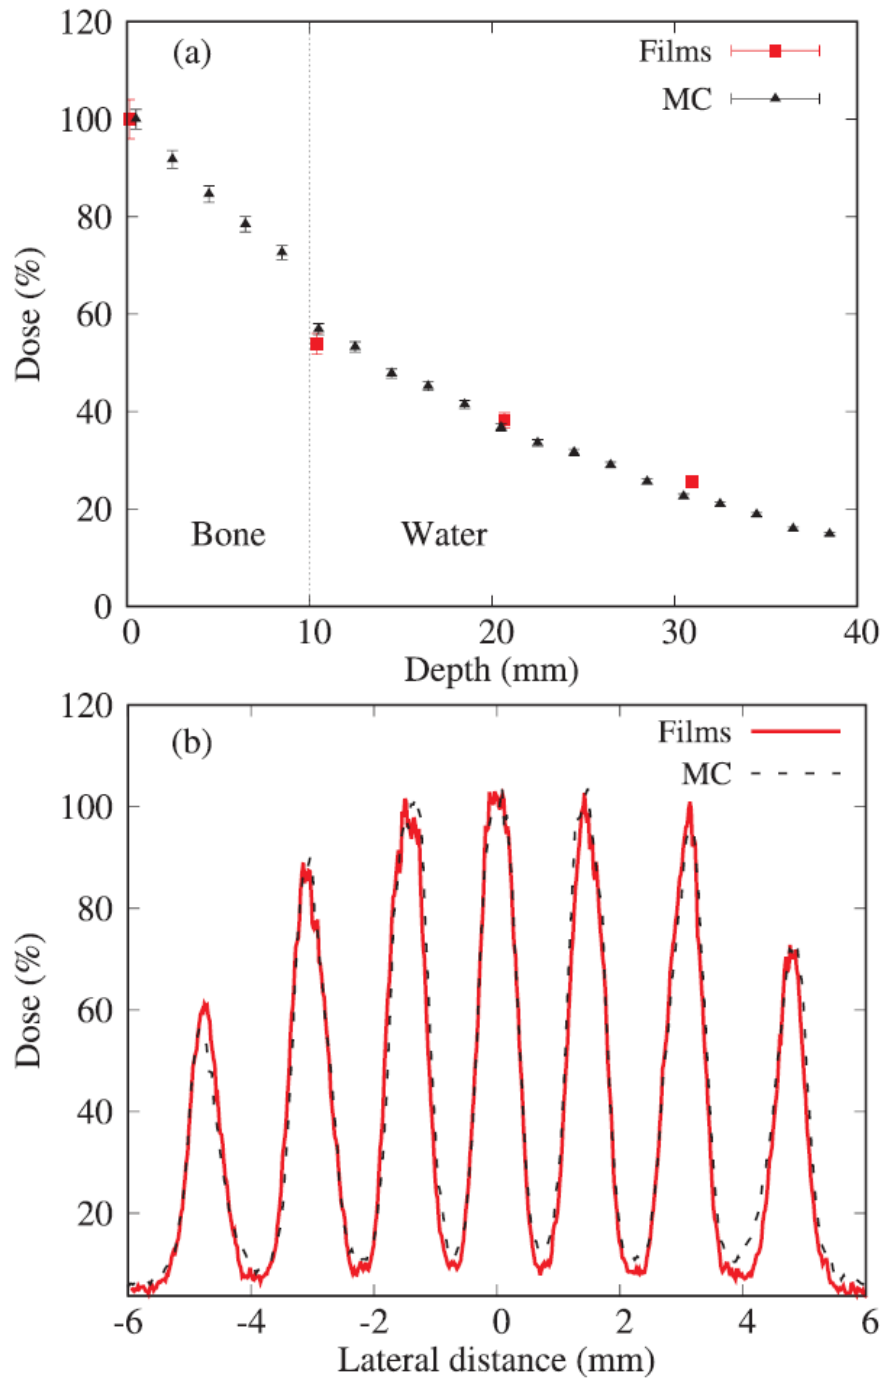 120
(a)
Films
MC
100
80
60
40
20
0
Dose (%)
Bone
Water
0 10 20 30 40
Depth (mm)
120
(b)
Films
MC
100
80
60
40
20
Dose (%)
-6 -4 -2 0 2 4 6
Lateral distance (mm)